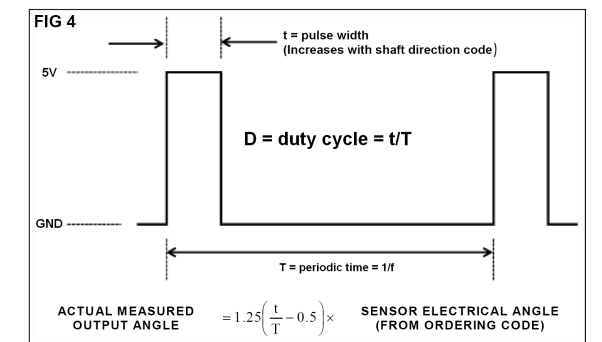 FIG 4
t = pulse width
(Increases with shaft direction code)
5V
D = duty cycle = t/T
GND
T = periodic time = 1/f
ACTUAL MEASURED
OUTPUT ANGLE
=1.25(t/T−0.5)×
SENSOR ELECTRICAL ANGLE
(FROM ORDERING CODE)